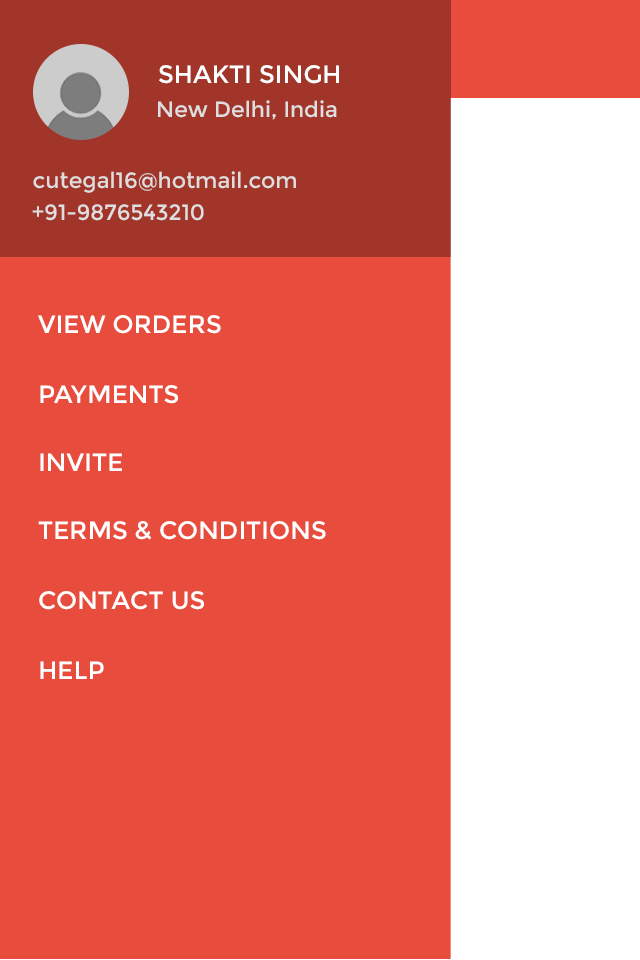 SHAKTI SINGH
New Delhi, India
cutegal16@hotmail.com
+91-9876543210
VIEW ORDERS
PAYMENTS
INVITE
TERMS & CONDITIONS
CONTACT US
HELP